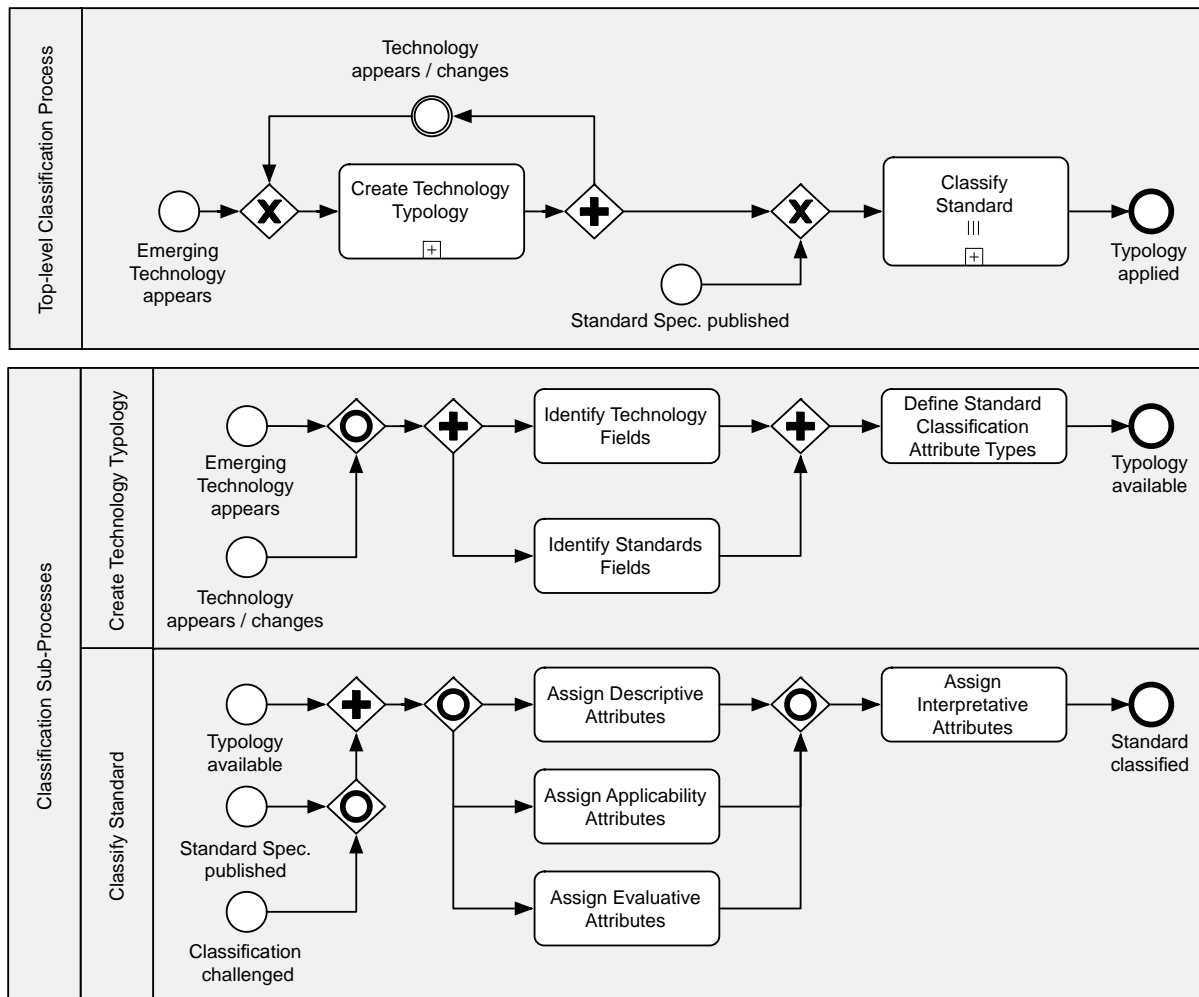 Top-level Classification Process
Technology
appears / changes
Emerging
Technology
appears
Create Technology
Typology
Standard Spec. published
Classify
Standard
Typology
applied
Classification Sub-Processes
Create Technology Typology
Emerging
Technology
appears
Technology
appears / changes
Identify Technology
Fields
Identify Standards
Fields
Define Standard
Classification
Attribute Types
Typology
available
Classify Standard
Typology
available
Standard Spec.
published
Classification
challenged
Assign Descriptive
Attributes
Assign Applicability
Attributes
Assign Evaluative
Attributes
Assign
Interpretative
Attributes
Standard
classified